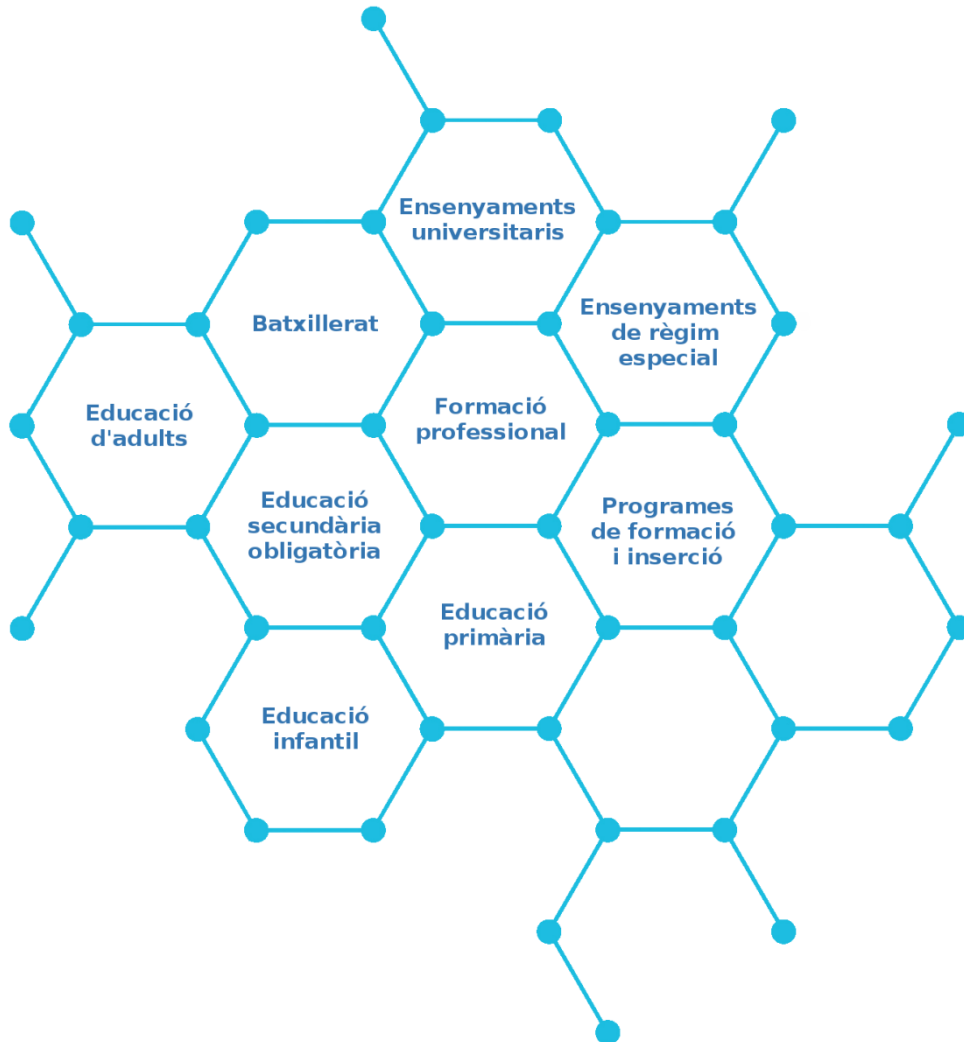 Ensenyaments
universitaris
Batxillerat
Ensenyaments
de règim
especial
Educació
d'adults
Formació
professional
Educació
secundària
obligatòria
Programes
de formació
i inserció
Educació
primària
Educació
infantil